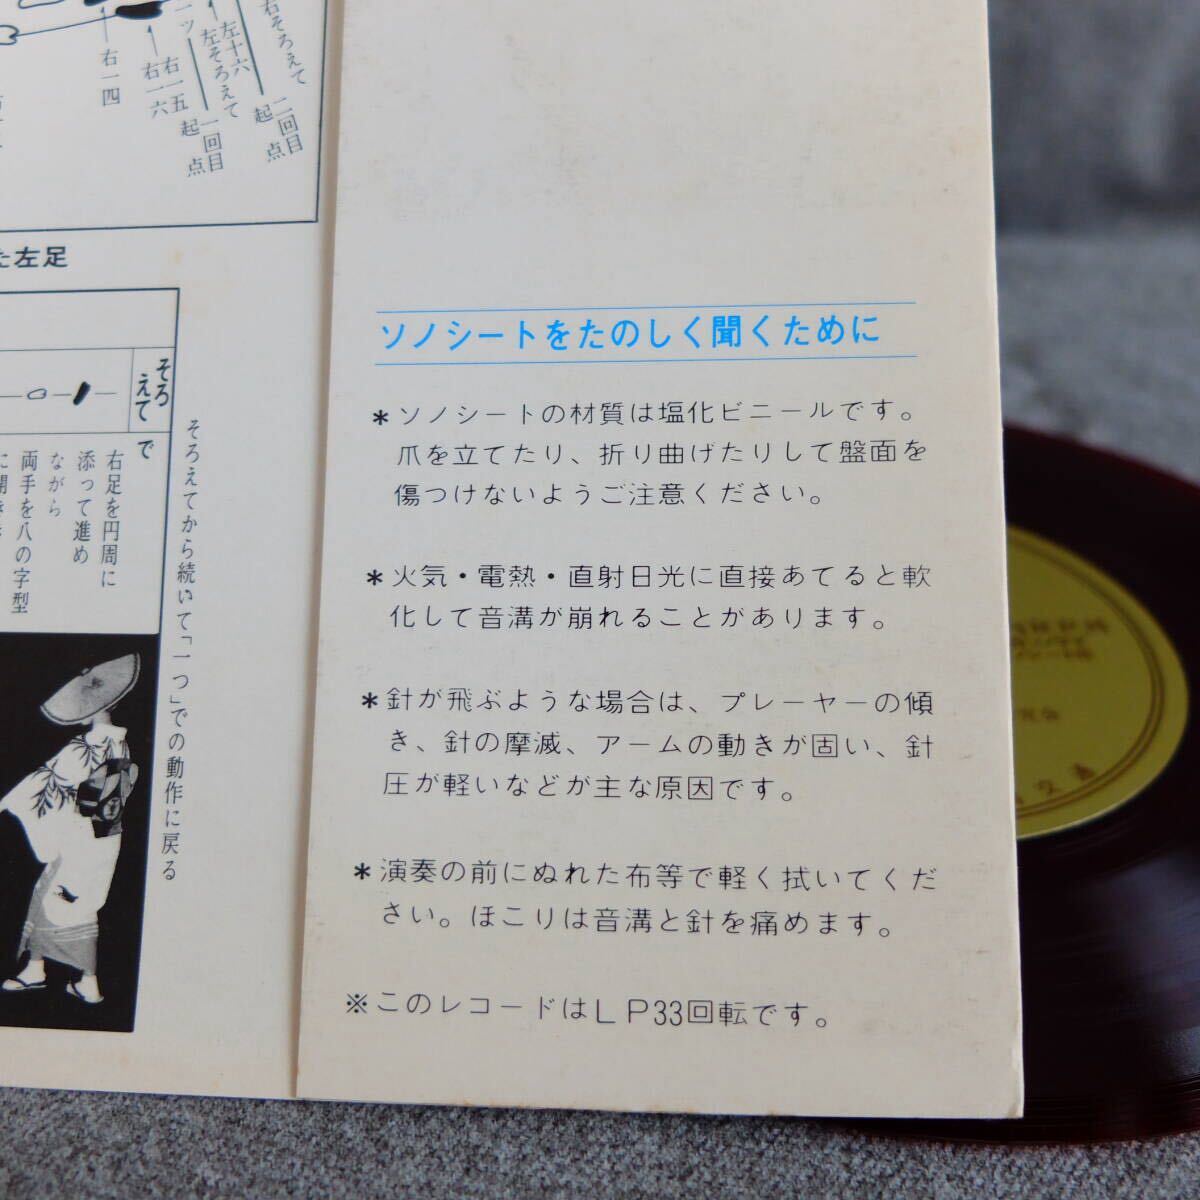 右そろえて
二回目
起点
左十六
左そろえて
一回目
起点
右一五
右一六
右一四
た左足
そろ
えて
で
右足を円周に
添って進め
ながら
両手を八の字型
に開き
そろえてから続いて「一つ」での動作に戻る
ソノシートをたのしく聞くために
*ソノシートの材質は塩化ビニールです。
爪を立てたり、折り曲げたりして盤面を
傷つけないようご注意ください。
*火気・電熱・直射日光に直接あてると軟
化して音溝が崩れることがあります。
*針が飛ぶような場合は、プレーヤーの傾
き、針の摩滅、アームの動きが固い、針
圧が軽いなどが主な原因です。
*演奏の前にぬれた布等で軽く拭いてくだ
さい。ほこりは音溝と針を痛めます。
※このレコードはLP33回転です。